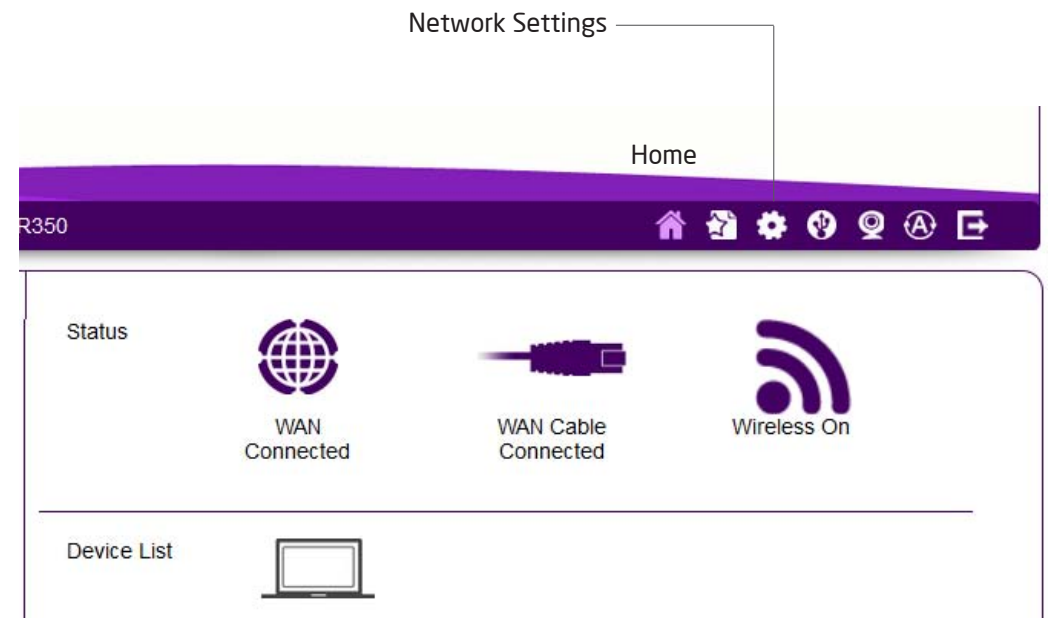 Network Settings
Home
R350
Status
WAN
Connected
WAN Cable
Connected
Wireless On
Device List